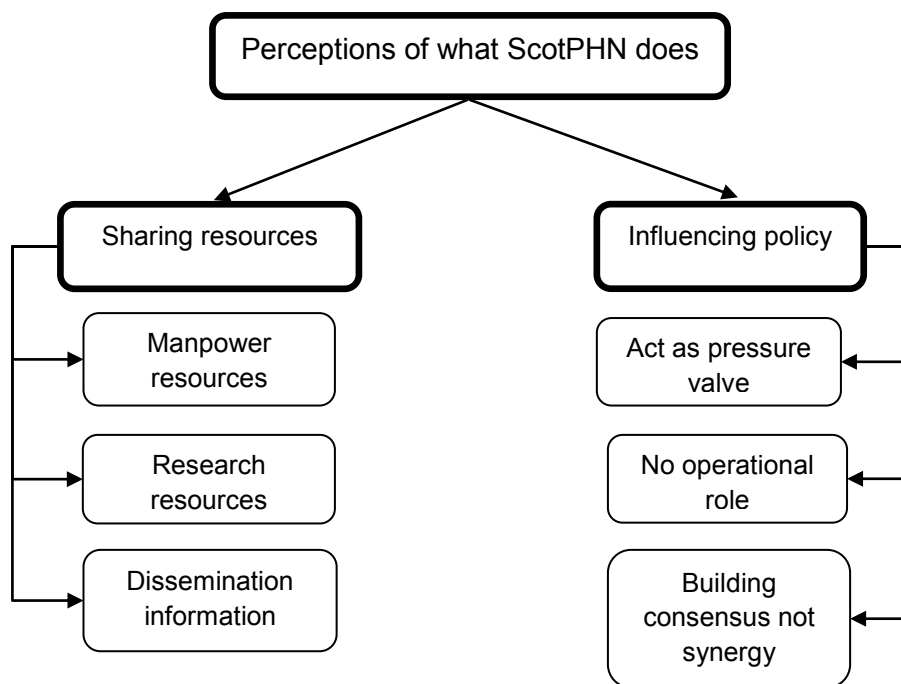 Perceptions of what ScotPHN does
Sharing resources
Influencing policy
Manpower
resources
Act as pressure
valve
Research
resources
No operational
role
Dissemination
information
Building
consensus not
synergy